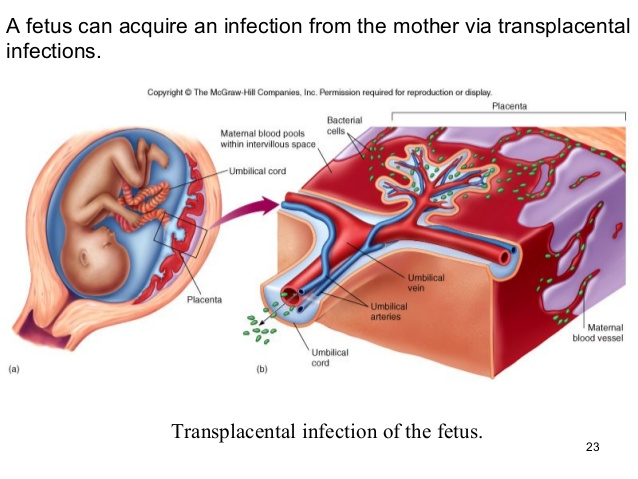 A fetus can acquire an infection from the mother via transplacental
infections.
Copyright © The McGraw-Hill Companies, Inc. Permission required for reproduction or display.
Placenta
Bacterial
cells
Maternal blood pools
within intervillous space
Umbilical cord
Placenta
Umbilical
vein
Umbilical
arteries
Maternal
blood vessel
Umbilical
cord
(a)
(b)
Transplacental infection of the fetus.
23